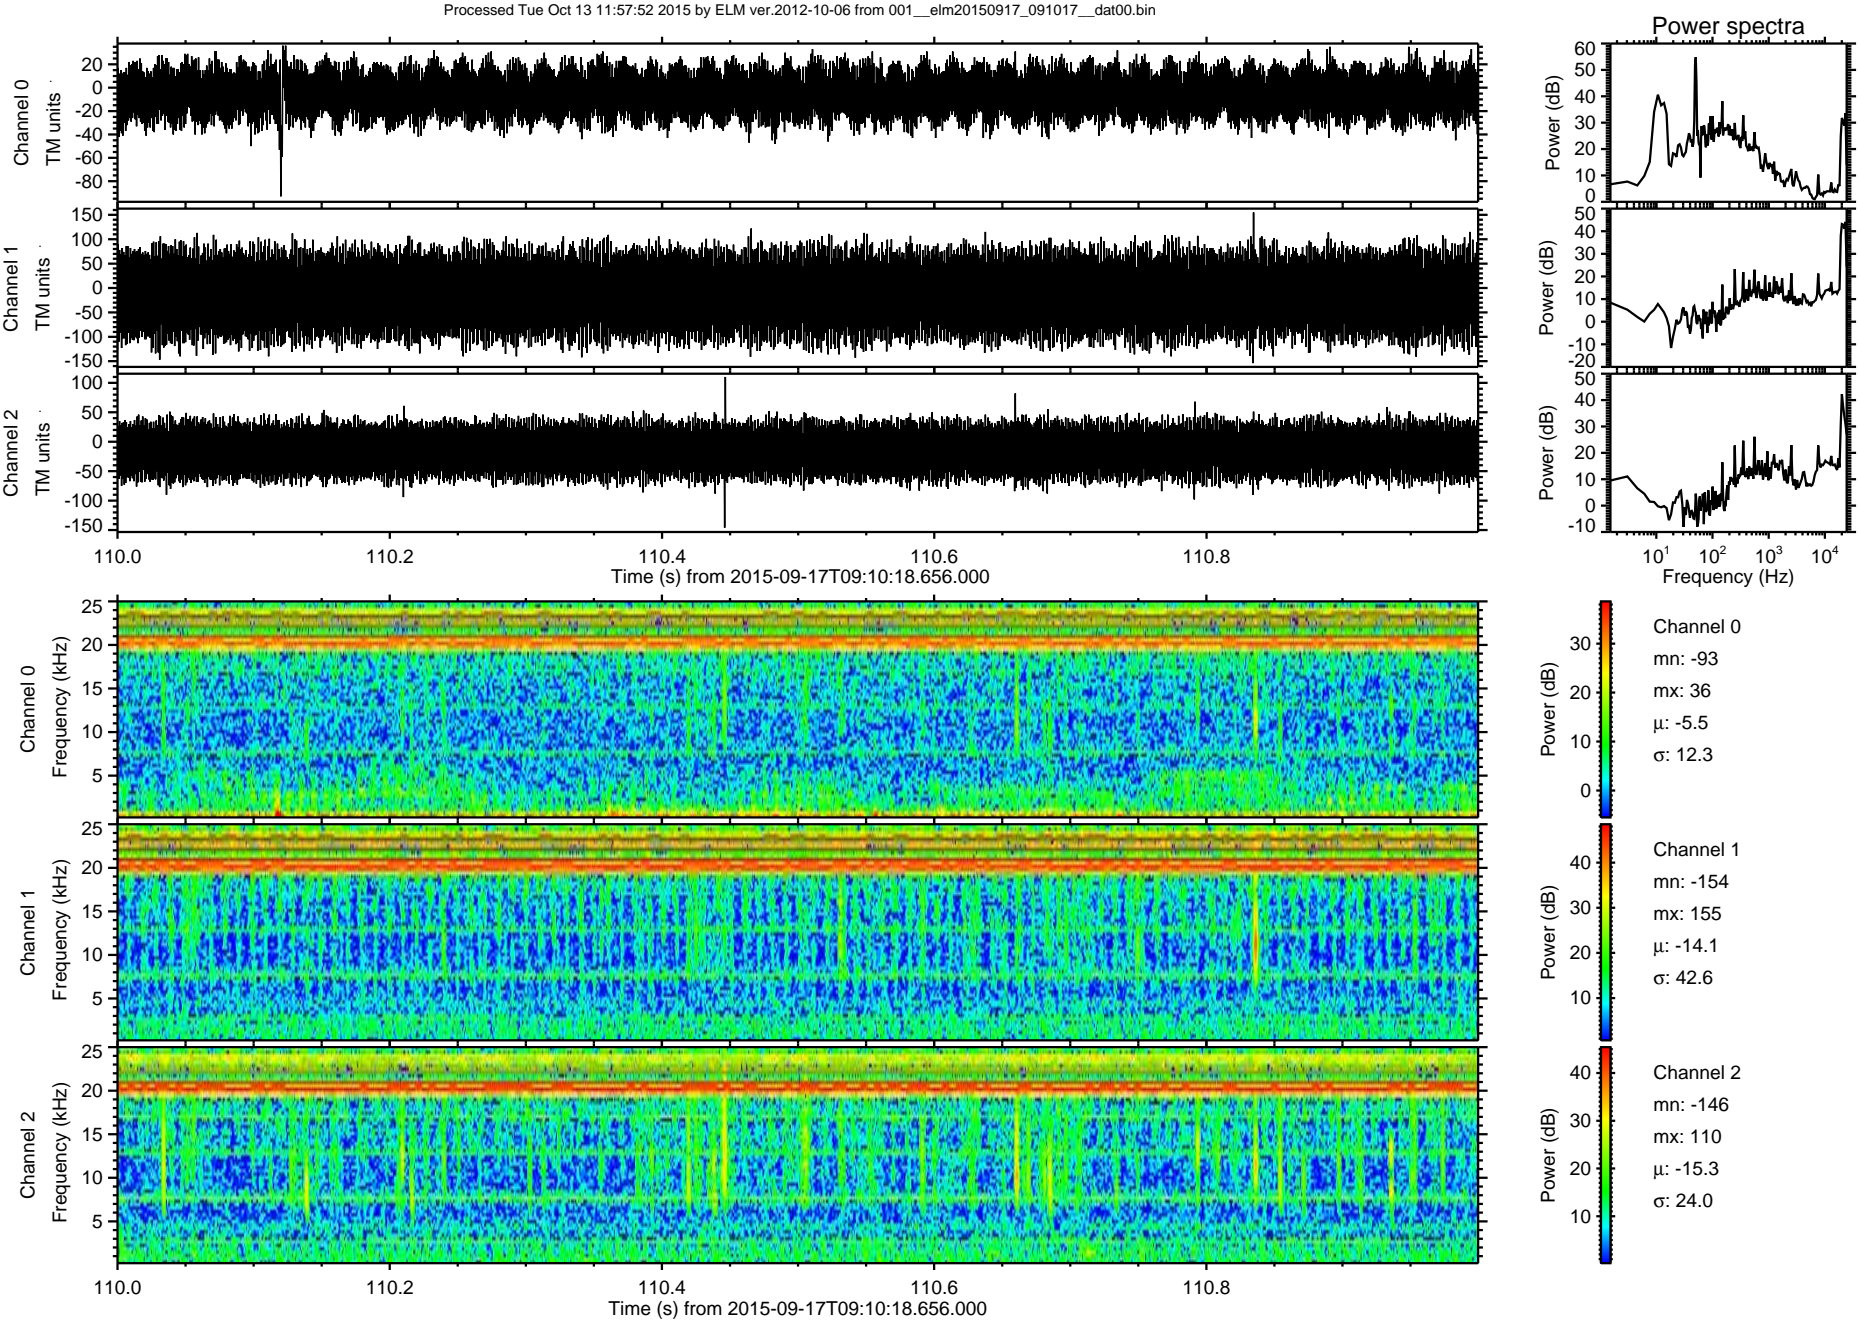 Processed Tue Oct 13 11:57:52 2015 by ELM ver.2012-10-06 from 001__elm20150917_091017__dat00.bin
Power spectra
Channel 0
TM units
20
0
-20
-40
-60
-80
Power (dB)
60
50
40
30
20
10
0
Channel 1
TM units
150
100
50
0
-50
-100
-150
Power (dB)
50
40
30
20
10
0
-10
-20
Channel 2
TM units
100
50
0
-50
-100
-150
Power (dB)
50
40
30
20
10
0
-10
110.0 110.2 110.4 110.6 110.8
Time (s) from 2015-09-17T09:10:18.656.000
10¹ 10² 10³ 10⁴
Frequency (Hz)
Channel 0
Frequency (kHz)
25
20
15
10
5
Power (dB)
30
20
10
0
Channel 0
mn: -93
mx: 36
μ: -5.5
σ: 12.3
Channel 1
Frequency (kHz)
25
20
15
10
5
Power (dB)
40
30
20
10
Channel 1
mn: -154
mx: 155
μ: -14.1
σ: 42.6
Channel 2
Frequency (kHz)
25
20
15
10
5
Power (dB)
40
30
20
10
Channel 2
mn: -146
mx: 110
μ: -15.3
σ: 24.0
110.0 110.2 110.4 110.6 110.8
Time (s) from 2015-09-17T09:10:18.656.000